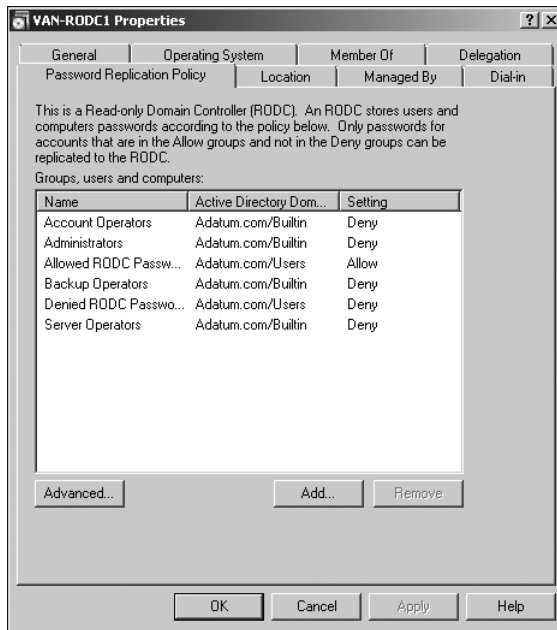 VAN-RODC1 Properties
General Operating System Member Of Delegation
Password Replication Policy Location Managed By Dial-in
This is a Read-only Domain Controller (RODC). An RODC stores users and
computers passwords according to the policy below. Only passwords for
accounts that are in the Allow groups and not in the Deny groups can be
replicated to the RODC.
Groups, users and computers:
Name Active Directory Dom... Setting
Account Operators Adatum.com/Builtin Deny
Administrators Adatum.com/Builtin Deny
Allowed RODC Passw... Adatum.com/Users Allow
Backup Operators Adatum.com/Builtin Deny
Denied RODC Passwo... Adatum.com/Users Deny
Server Operators Adatum.com/Builtin Deny
Advanced... Add... Remove
OK Cancel Apply Help